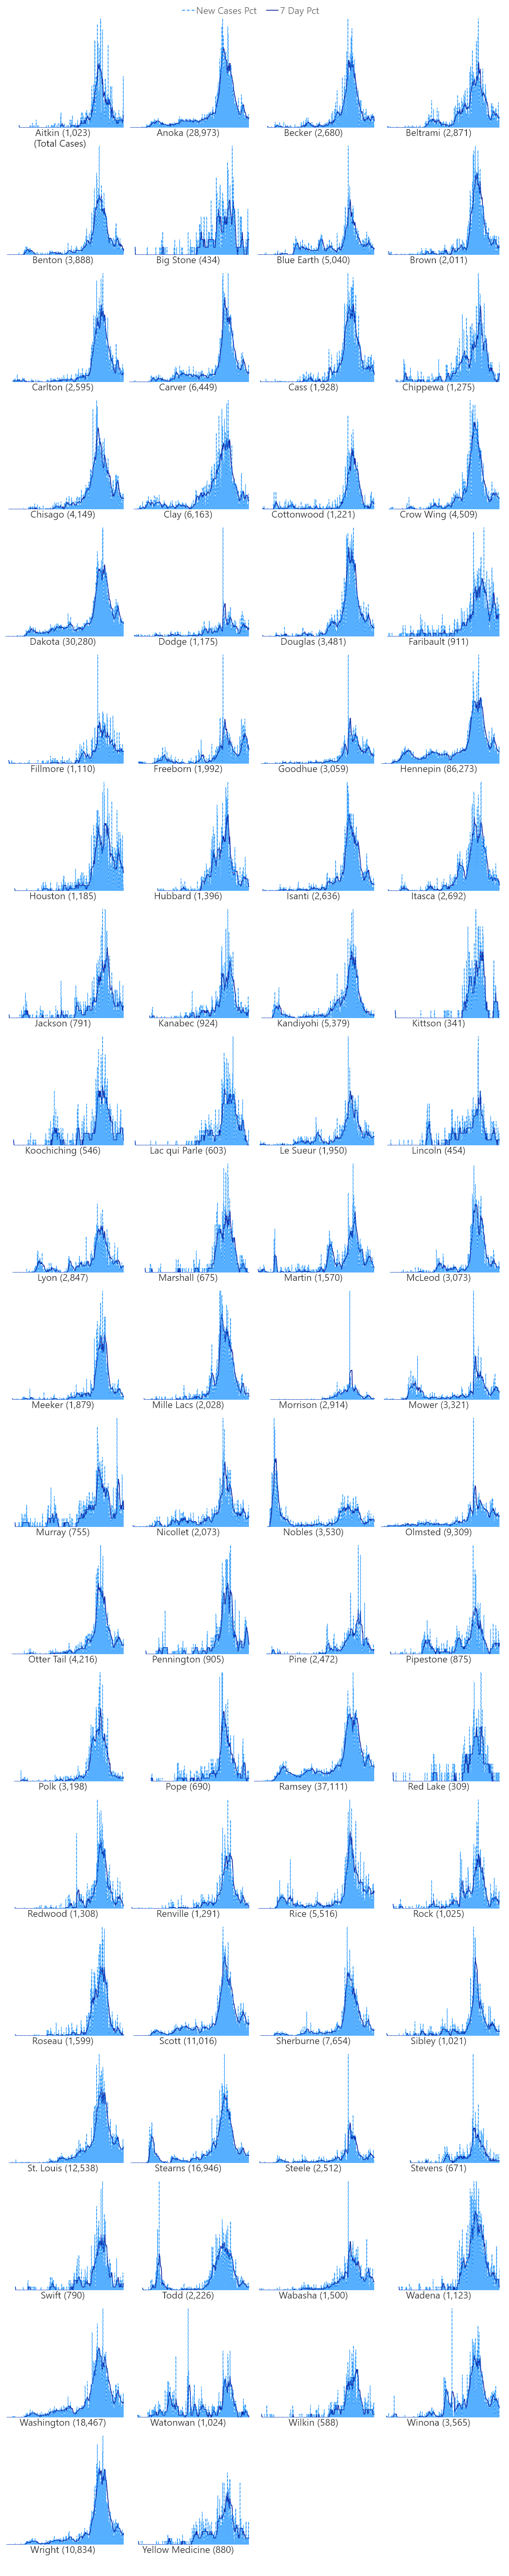 New Cases Pct 7 Day Pct
Aitkin (1,023) Anoka (28,973) Becker (2,680) Beltrami (2,871)
(Total Cases)
Benton (3,888) Big Stone (434) Blue Earth (5,040) Brown (2,011)
Carlton (2,595) Carver (6,449) Cass (1,928) Chippewa (1,275)
Chisago (4,149) Clay (6,163) Cottonwood (1,221) Crow Wing (4,509)
Dakota (30,280) Dodge (1,175) Douglas (3,481) Faribault (911)
Fillmore (1,110) Freeborn (1,992) Goodhue (3,059) Hennepin (86,273)
Houston (1,185) Hubbard (1,396) Isanti (2,636) Itasca (2,692)
Jackson (791) Kanabec (924) Kandiyohi (5,379) Kittson (341)
Koochiching (546) Lac qui Parle (603) Le Sueur (1,950) Lincoln (454)
Lyon (2,847) Marshall (675) Martin (1,570) McLeod (3,073)
Meeker (1,879) Mille Lacs (2,028) Morrison (2,914) Mower (3,321)
Murray (755) Nicollet (2,073) Nobles (3,530) Olmsted (9,309)
Otter Tail (4,216) Pennington (905) Pine (2,472) Pipestone (875)
Polk (3,198) Pope (690) Ramsey (37,111) Red Lake (309)
Redwood (1,308) Renville (1,291) Rice (5,516) Rock (1,025)
Roseau (1,599) Scott (11,016) Sherburne (7,654) Sibley (1,021)
St. Louis (12,538) Stearns (16,946) Steele (2,512) Stevens (671)
Swift (790) Todd (2,226) Wabasha (1,500) Wadena (1,123)
Washington (18,467) Watonwan (1,024) Wilkin (588) Winona (3,565)
Wright (10,834) Yellow Medicine (880)